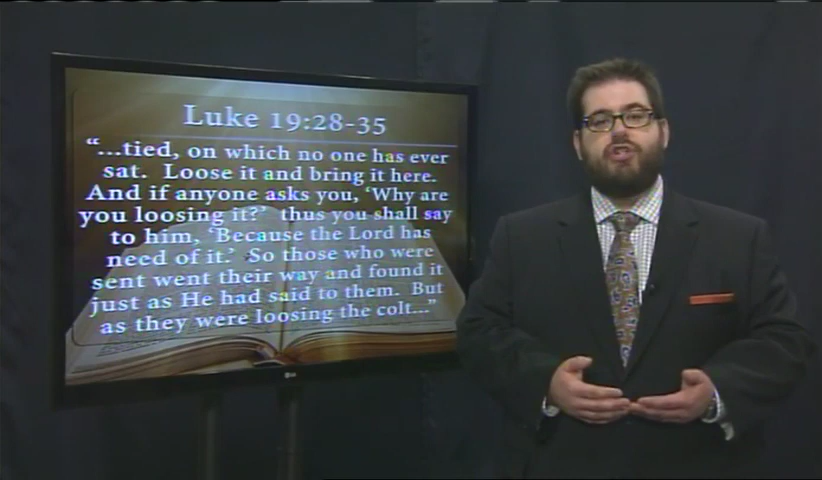 Luke 19:28-35
“...tied, on which no one has ever
sat. Loose it and bring it here.
And if anyone asks you, ‘Why are
you loosing it?’ thus you shall say
to him, ‘Because the Lord has
need of it.’ So those who were
sent went their way and found it
just as He had said to them. But
as they were loosing the colt...”
LG